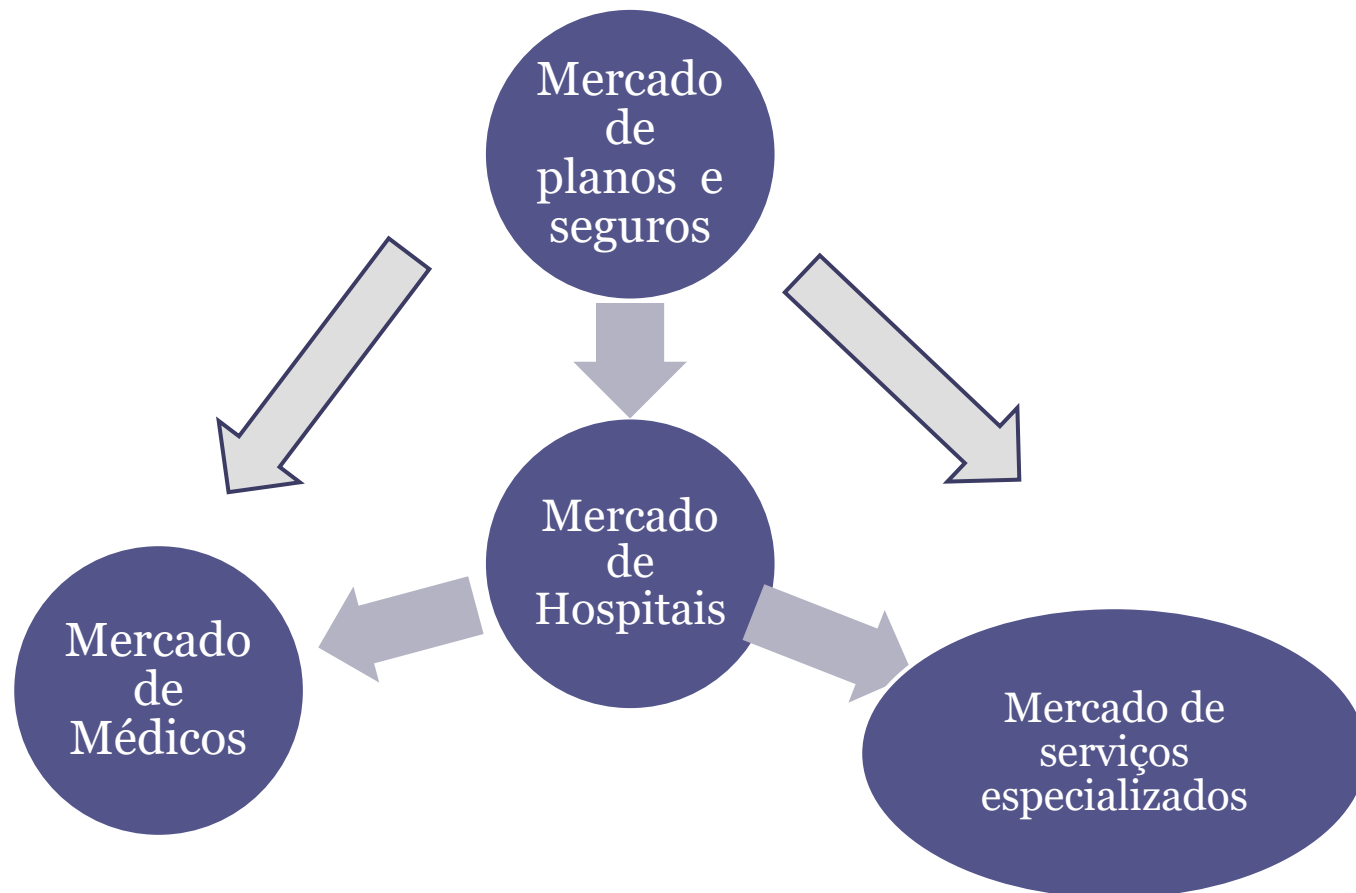 Mercado
de
planos e
seguros
Mercado
de
Hospitais
Mercado
de
Médicos
Mercado de
serviços
especializados